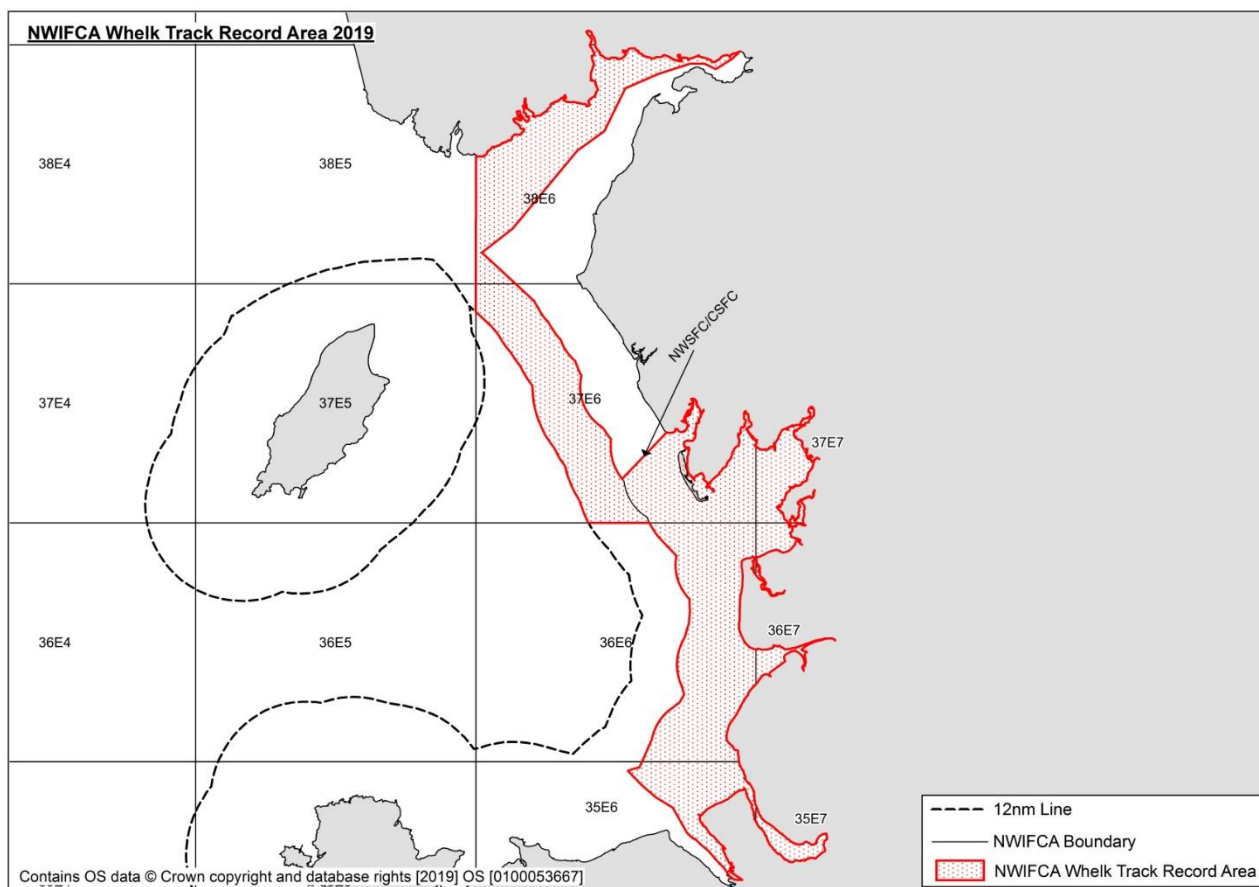 NWIFCA Whelk Track Record Area 2019
38E4
38E5
38E6
NWSFC/CSFC
37E4
37E5
37E6
37E7
36E4
36E5
36E6
36E7
35E6
35E7
12nm Line
NWIFCA Boundary
NWIFCA Whelk Track Record Area
Contains OS data © Crown copyright and database rights [2019] OS [0100053667]